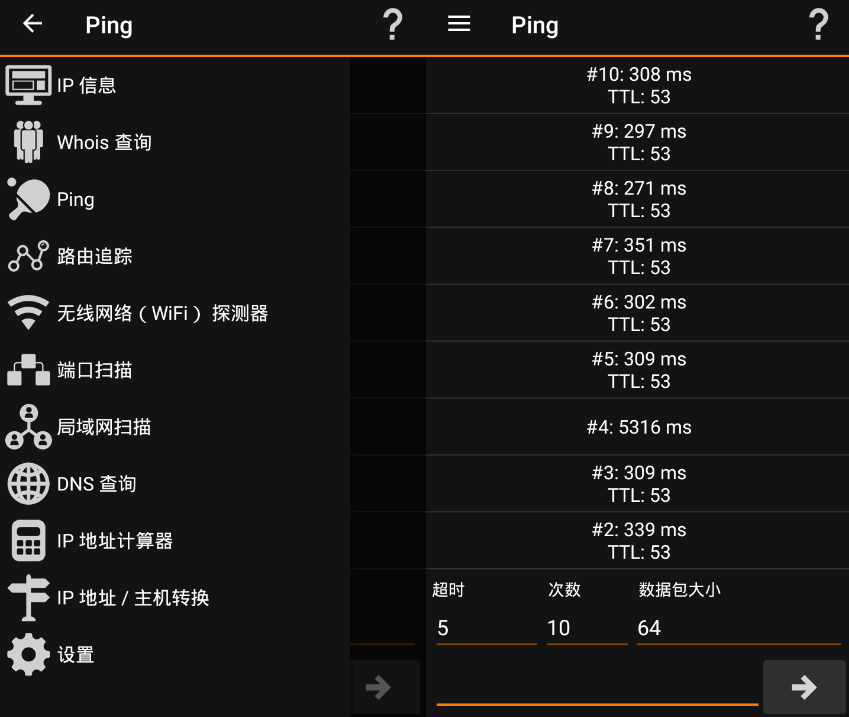 Ping
?
IP 信息
Whois 查询
Ping
路由追踪
无线网络（WiFi） 探测器
端口扫描
局域网扫描
DNS 查询
IP 地址计算器
IP 地址 / 主机转换
设置
Ping
?
#10: 308 ms
TTL: 53
#9: 297 ms
TTL: 53
#8: 271 ms
TTL: 53
#7: 351 ms
TTL: 53
#6: 302 ms
TTL: 53
#5: 309 ms
TTL: 53
#4: 5316 ms
#3: 309 ms
TTL: 53
#2: 339 ms
TTL: 53
超时 次数 数据包大小
5 10 64